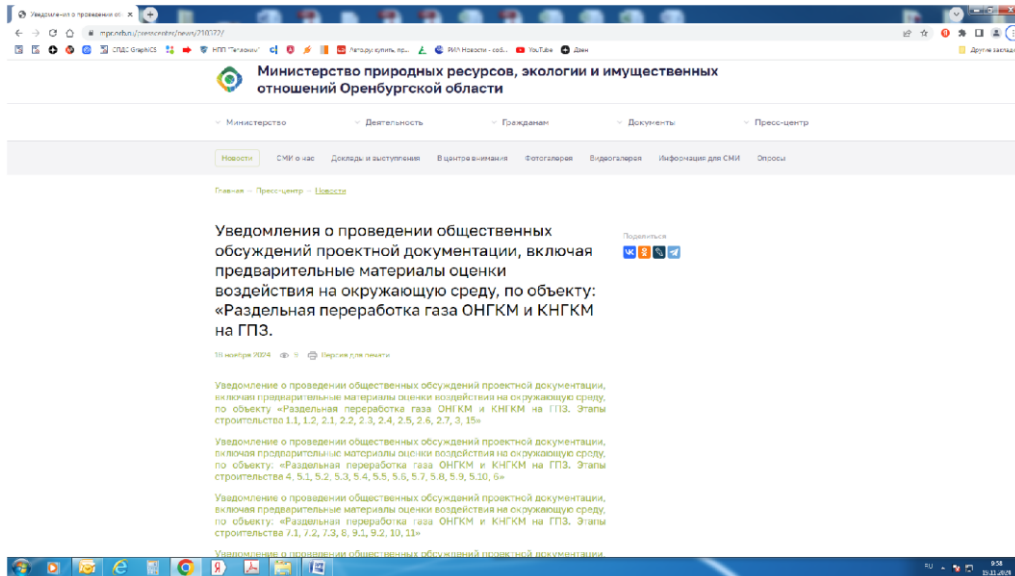 Уведомления о проведении об
mpr.orb.ru/presscenter/news/210372/
СПДС GraphiCS
YouTube
Дзен
Министерство природных ресурсов, экологии и имущественных
отношений Оренбургской области
Министерство Деятельность Гражданам Документы Пресс-центр
Новости СМИ о нас Доклады и выступления В центре внимания Фотогалерея Видеогалерея Информация для СМИ Опросы
Главная – Пресс-центр – Новости
Уведомления о проведении общественных
обсуждений проектной документации, включая
предварительные материалы оценки
воздействия на окружающую среду, по объекту:
«Раздельная переработка газа ОНГКМ и КНГКМ
на ГПЗ.
Поделиться
ноября 2024 Версия для печати
Уведомление о проведении общественных обсуждений проектной документации,
включая предварительные материалы оценки воздействия на окружающую среду,
по объекту «Раздельная переработка газа ОНГКМ и КНГКМ на ГПЗ. Этапы
строительства 1.1, 1.2, 2.1, 2.2, 2.3, 2.4, 2.5, 2.6, 2.7, 3, 15»
Уведомление о проведении общественных обсуждений проектной документации,
включая предварительные материалы оценки воздействия на окружающую среду,
по объекту: «Раздельная переработка газа ОНГКМ и КНГКМ на ГПЗ. Этапы
строительства 4, 5.1, 5.2, 5.3, 5.4, 5.5, 5.6, 5.7, 5.8, 5.9, 5.10, 6»
Уведомление о проведении общественных обсуждений проектной документации,
включая предварительные материалы оценки воздействия на окружающую среду,
по объекту: «Раздельная переработка газа ОНГКМ и КНГКМ на ГПЗ. Этапы
строительства 7.1, 7.2, 7.3, 8, 9.1, 9.2, 10, 11»
Уведомление о проведении общественных обсуждений проектной документации,
RU
9:58